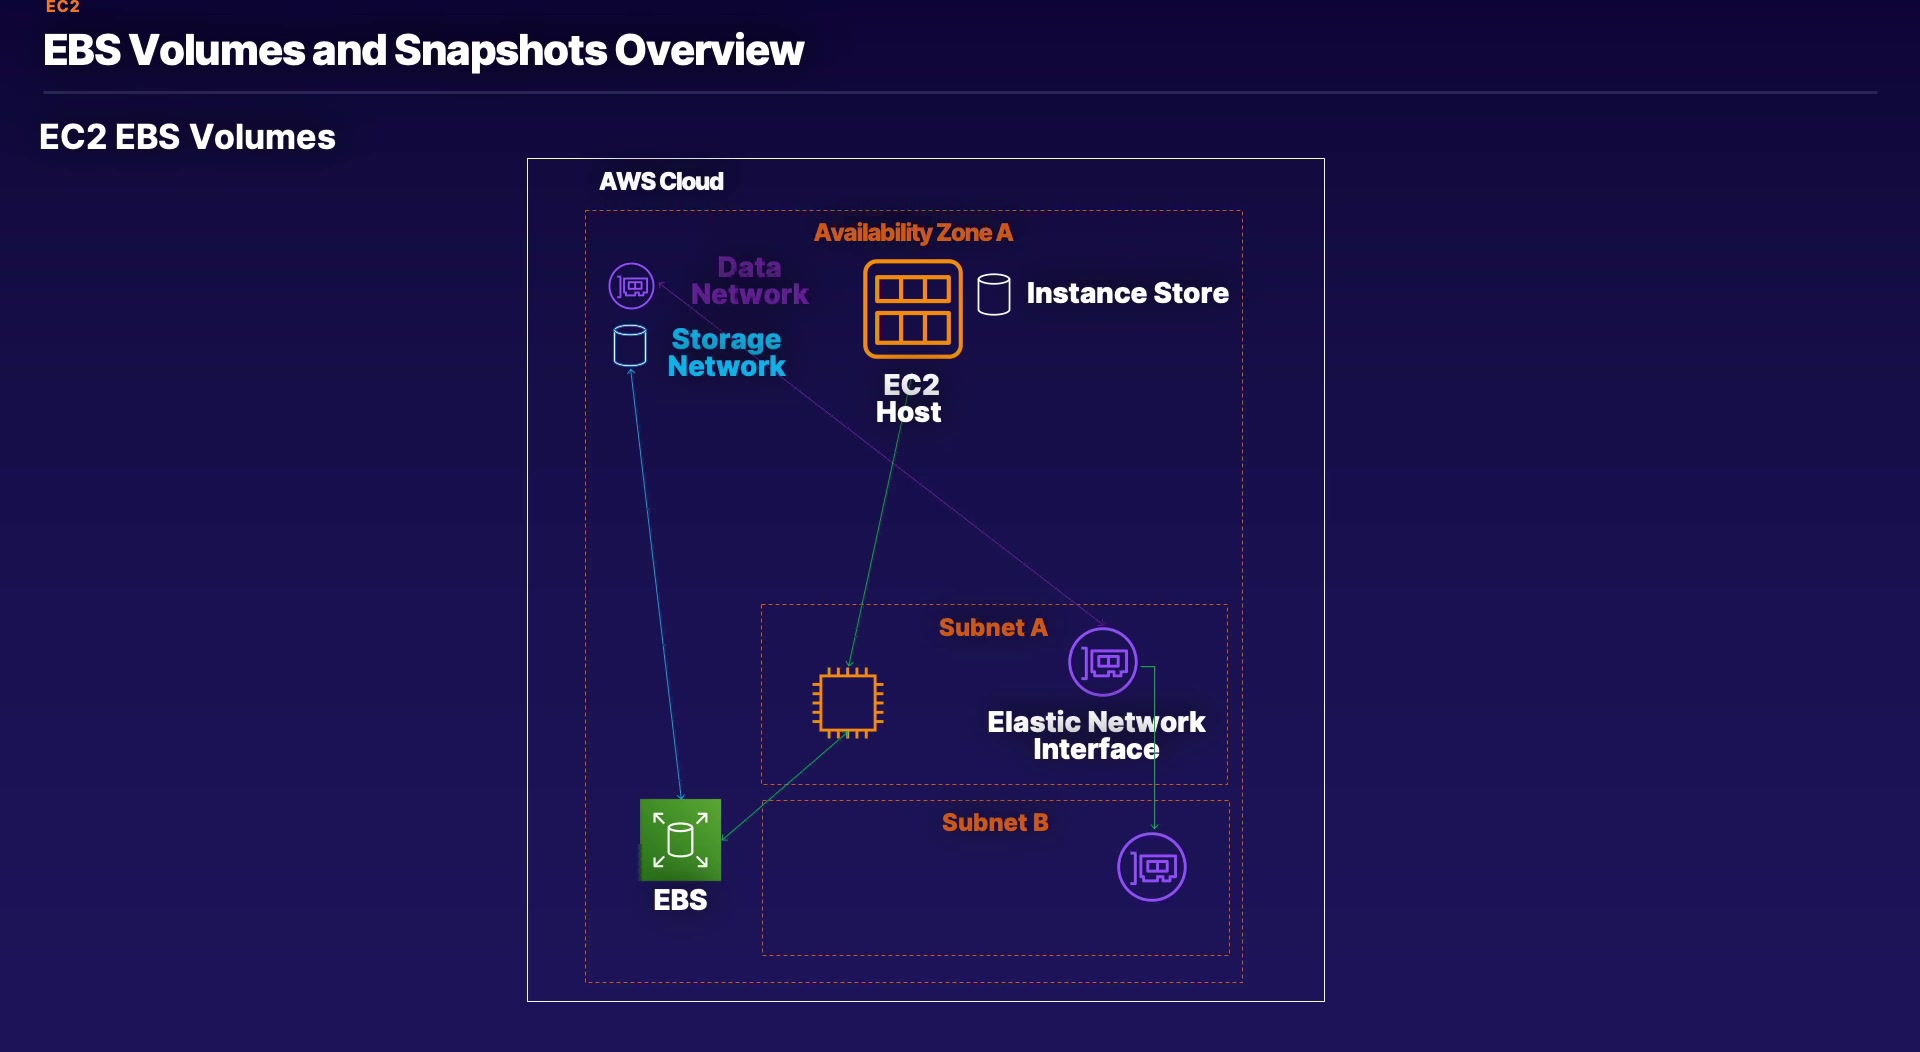 EC2
EBS Volumes and Snapshots Overview
EC2 EBS Volumes
AWS Cloud
Availability Zone A
Data
Network
Instance Store
Storage
Network
EC2
Host
Subnet A
Elastic Network
Interface
Subnet B
EBS